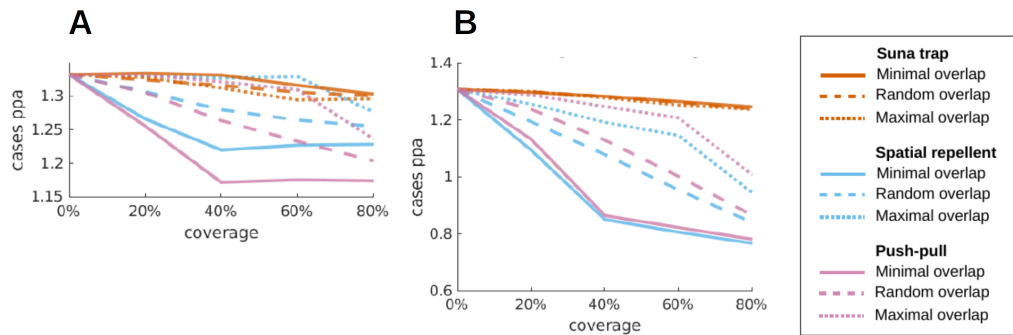 A
B
cases ppa
1.3
1.25
1.2
1.15
0%
20%
40%
60%
80%
coverage
cases ppa
1.4
1.2
1
0.8
0.6
0%
20%
40%
60%
80%
coverage
Suna trap
Minimal overlap
Random overlap
Maximal overlap
Spatial repellent
Minimal overlap
Random overlap
Maximal overlap
Push-pull
Minimal overlap
Random overlap
Maximal overlap